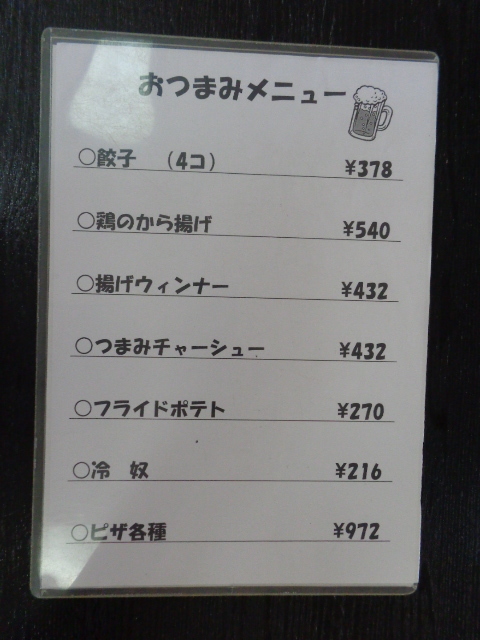 おつまみメニュー
○餃子 (4コ) ¥378
○鶏のから揚げ ¥540
○揚げウィンナー ¥432
○つまみチャーシュー ¥432
○フライドポテト ¥270
○冷 奴 ¥216
○ピザ各種 ¥972